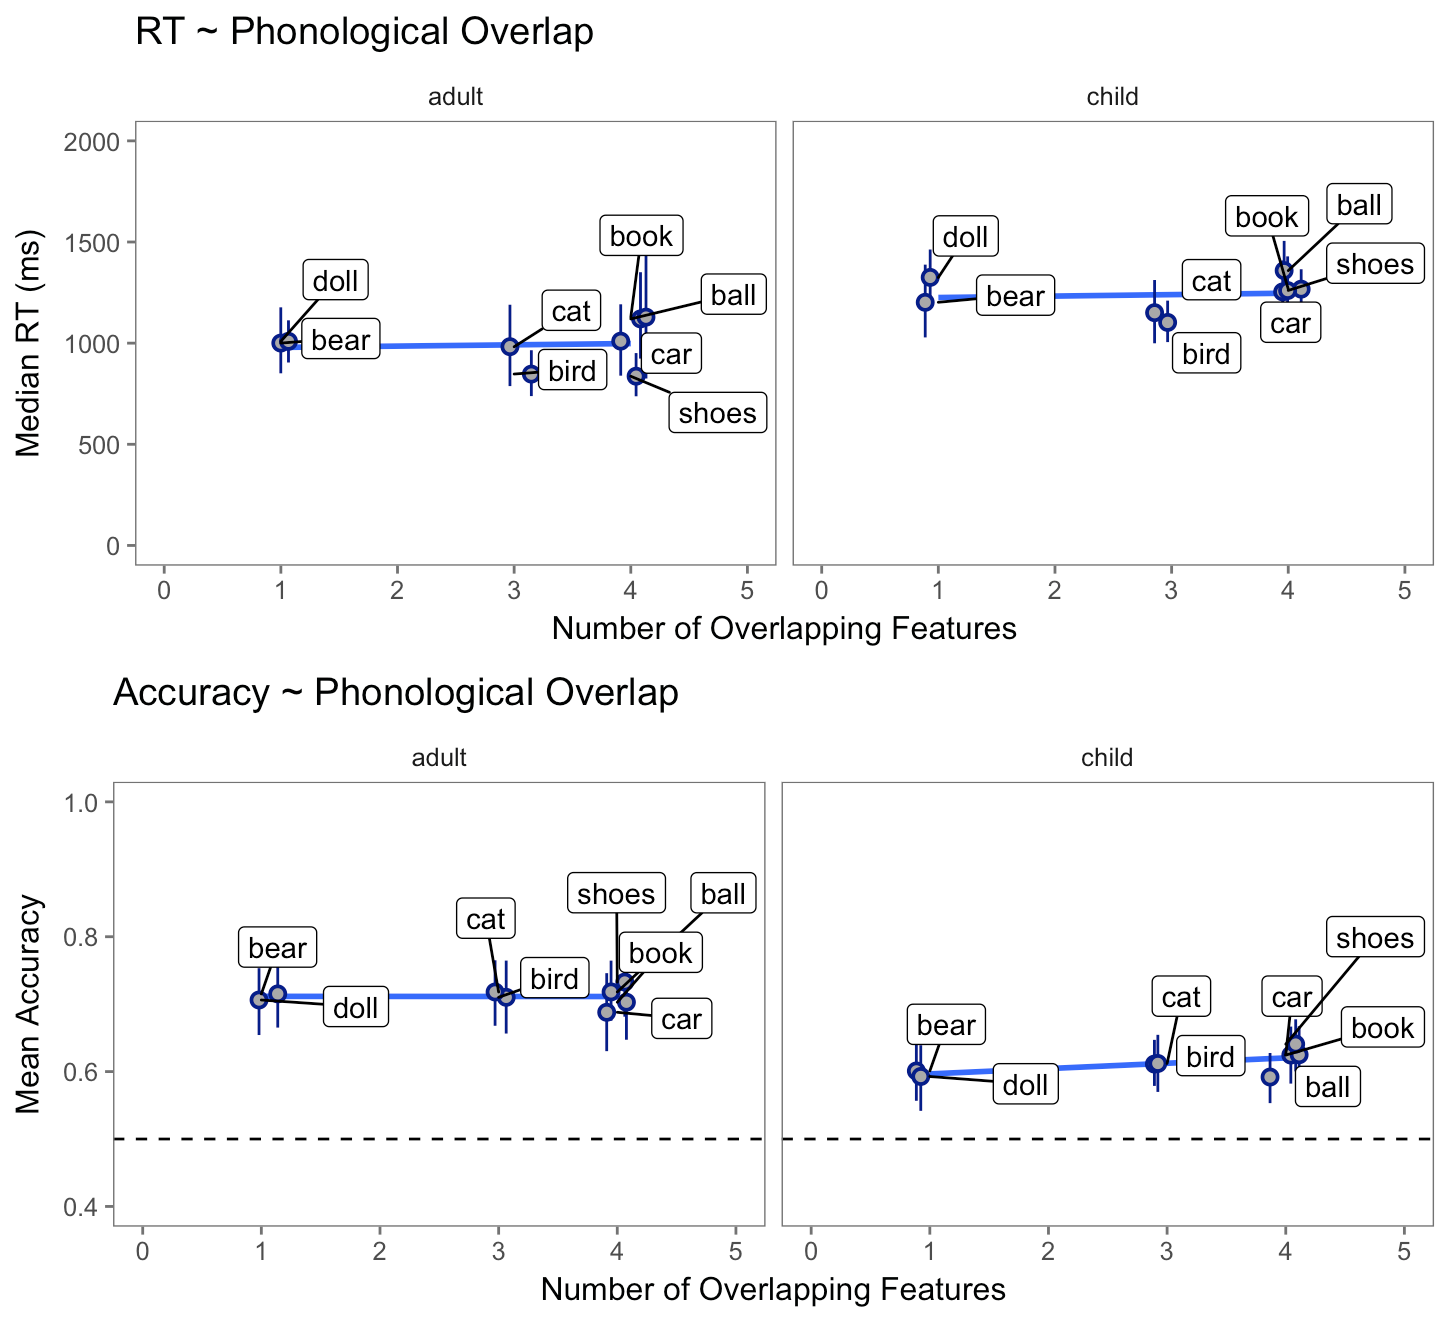 RT ~ Phonological Overlap
adult
child
2000
1500
1000
500
0
Median RT (ms)
doll
bear
cat
bird
book
ball
car
shoes
doll
bear
cat
bird
book
ball
shoes
car
0 1 2 3 4 5
0 1 2 3 4 5
Number of Overlapping Features
Accuracy ~ Phonological Overlap
adult
child
1.0
0.8
0.6
0.4
Mean Accuracy
bear
doll
cat
bird
shoes
ball
book
car
bear
doll
cat
bird
shoes
car
book
ball
0 1 2 3 4 5
0 1 2 3 4 5
Number of Overlapping Features